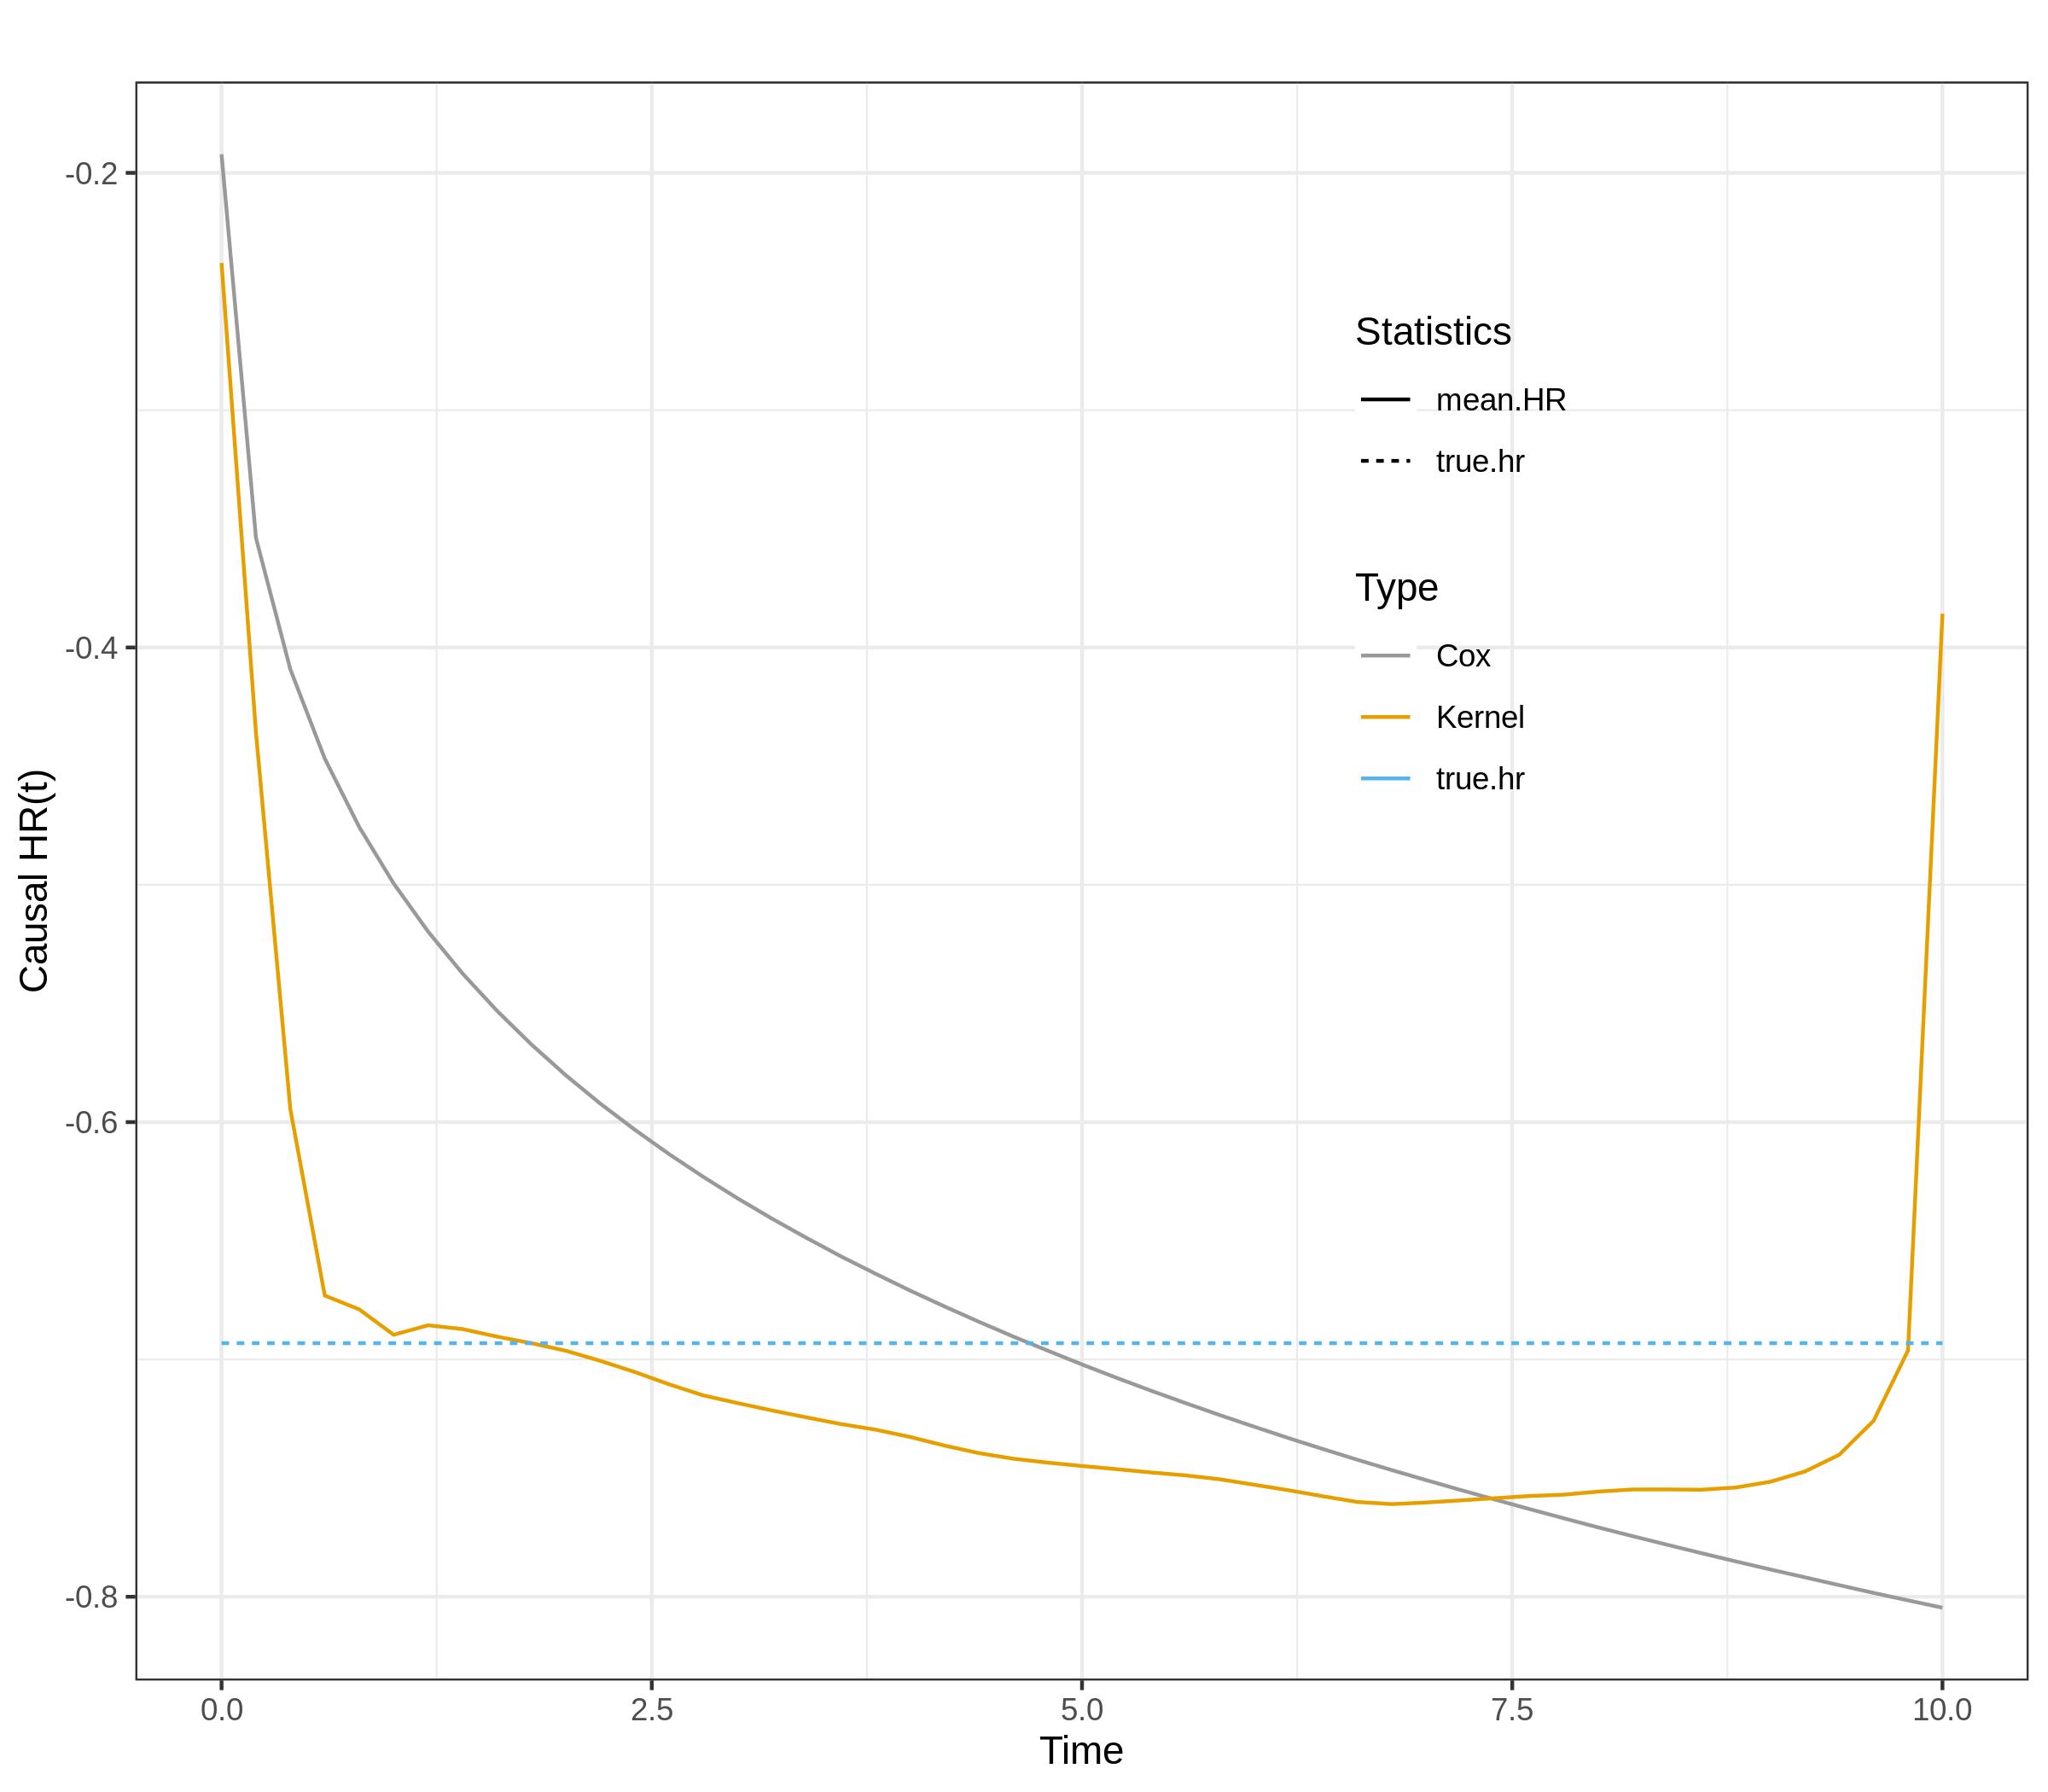 Causal HR(t)
-0.2
-0.4
-0.6
-0.8
Statistics
mean.HR
true.hr
Type
Cox
Kernel
true.hr
0.0 2.5 5.0 7.5 10.0
Time